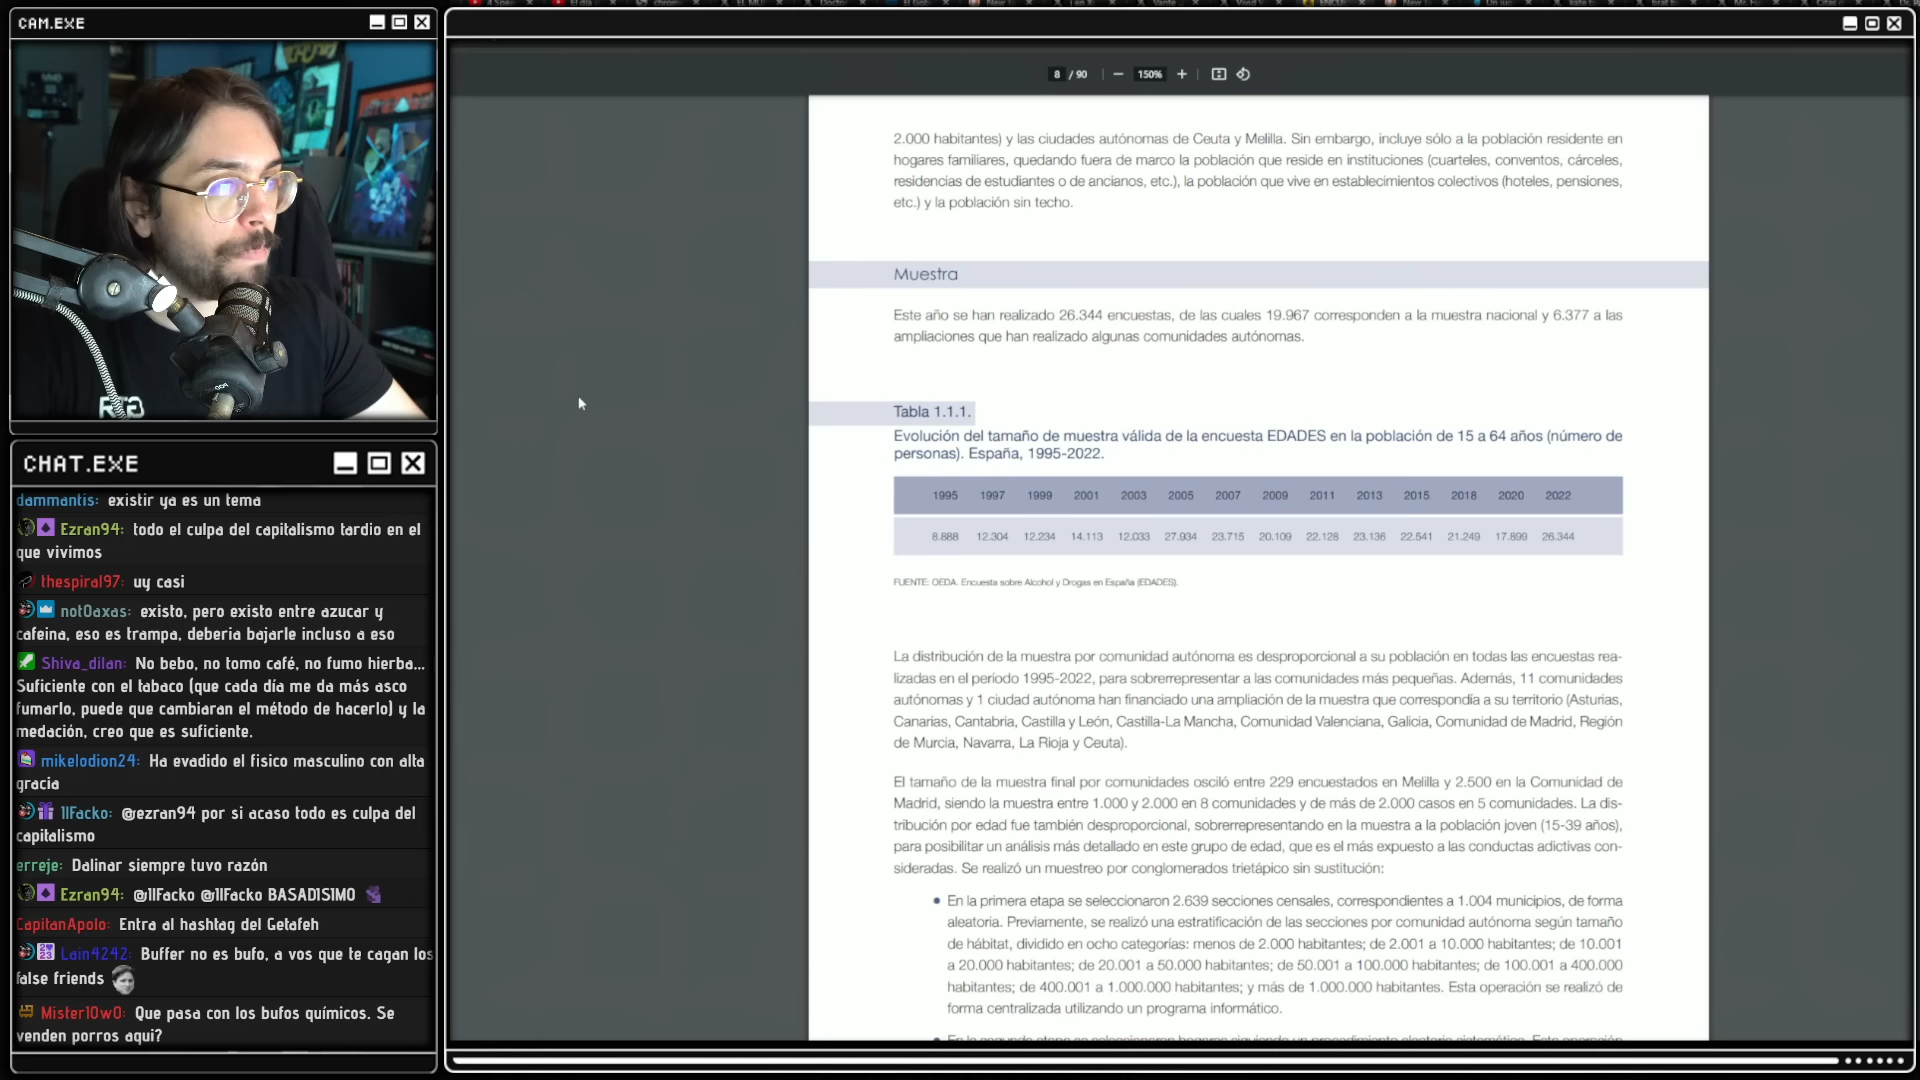 CAM.EXE
8 / 90
150%
2.000 habitantes) y las ciudades autónomas de Ceuta y Melilla. Sin embargo, incluye sólo a la población residente en
hogares familiares, quedando fuera de marco la población que reside en instituciones (cuarteles, conventos, cárceles,
residencias de estudiantes o de ancianos, etc.), la población que vive en establecimientos colectivos (hoteles, pensiones,
etc.) y la población sin techo.
Muestra
Este año se han realizado 26.344 encuestas, de las cuales 19.967 corresponden a la muestra nacional y 6.377 a las
ampliaciones que han realizado algunas comunidades autónomas.
Tabla 1.1.1.
Evolución del tamaño de muestra válida de la encuesta EDADES en la población de 15 a 64 años (número de
personas). España, 1995-2022.
1995 1997 1999 2001 2003 2005 2007 2009 2011 2013 2015 2018 2020 2022
8.888 12.304 12.234 14.113 12.033 27.934 23.715 20.109 22.128 23.136 22.541 21.249 17.899 26.344
FUENTE: OEDA. Encuesta sobre Alcohol y Drogas en España (EDADES).
La distribución de la muestra por comunidad autónoma es desproporcional a su población en todas las encuestas rea-
lizadas en el período 1995-2022, para sobrerrepresentar a las comunidades más pequeñas. Además, 11 comunidades
autónomas y 1 ciudad autónoma han financiado una ampliación de la muestra que correspondía a su territorio (Asturias,
Canarias, Cantabria, Castilla y León, Castilla-La Mancha, Comunidad Valenciana, Galicia, Comunidad de Madrid, Región
de Murcia, Navarra, La Rioja y Ceuta).
El tamaño de la muestra final por comunidades osciló entre 229 encuestados en Melilla y 2.500 en la Comunidad de
Madrid, siendo la muestra entre 1.000 y 2.000 en 8 comunidades y de más de 2.000 casos en 5 comunidades. La dis-
tribución por edad fue también desproporcional, sobrerrepresentando en la muestra a la población joven (15-39 años),
para posibilitar un análisis más detallado en este grupo de edad, que es el más expuesto a las conductas adictivas con-
sideradas. Se realizó un muestreo por conglomerados trietápico sin sustitución:
• En la primera etapa se seleccionaron 2.639 secciones censales, correspondientes a 1.004 municipios, de forma
aleatoria. Previamente, se realizó una estratificación de las secciones por comunidad autónoma según tamaño
de hábitat, dividido en ocho categorías: menos de 2.000 habitantes; de 2.001 a 10.000 habitantes; de 10.001
a 20.000 habitantes; de 20.001 a 50.000 habitantes; de 50.001 a 100.000 habitantes; de 100.001 a 400.000
habitantes; de 400.001 a 1.000.000 habitantes; y más de 1.000.000 habitantes. Esta operación se realizó de
forma centralizada utilizando un programa informático.
CHAT.EXE
dammantis: existir ya es un tema
Ezran94: todo el culpa del capitalismo tardio en el
que vivimos
thespiral97: uy casi
notOaxas: existo, pero existo entre azucar y
cafeina, eso es trampa, deberia bajarle incluso a eso
Shiva_dilan: No bebo, no tomo café, no fumo hierba...
Suficiente con el tabaco (que cada día me da más asco
fumarlo, puede que cambiaran el método de hacerlo) y la
medación, creo que es suficiente.
mikelodion24: Ha evadido el fisico masculino con alta
gracia
11Facko: @ezran94 por si acaso todo es culpa del
capitalismo
erreje: Dalinar siempre tuvo razón
Ezran94: @11Facko @11Facko BASADISIMO
CapitanApolo: Entra al hashtag del Getafeh
Lain4242: Buffer no es bufo, a vos que te cagan los
false friends
Mister10w0: Que pasa con los bufos químicos. Se
venden porros aqui?